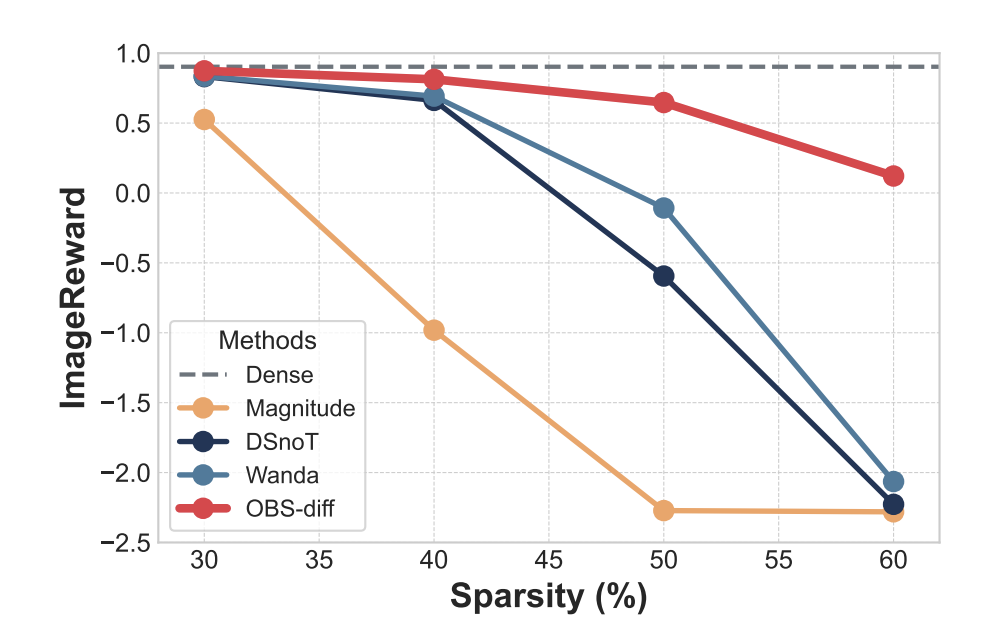 1.0
0.5
0.0
−0.5
−1.0
−1.5
−2.0
−2.5
ImageReward
Methods
Dense
Magnitude
DSnoT
Wanda
OBS-diff
30 35 40 45 50 55 60
Sparsity (%)